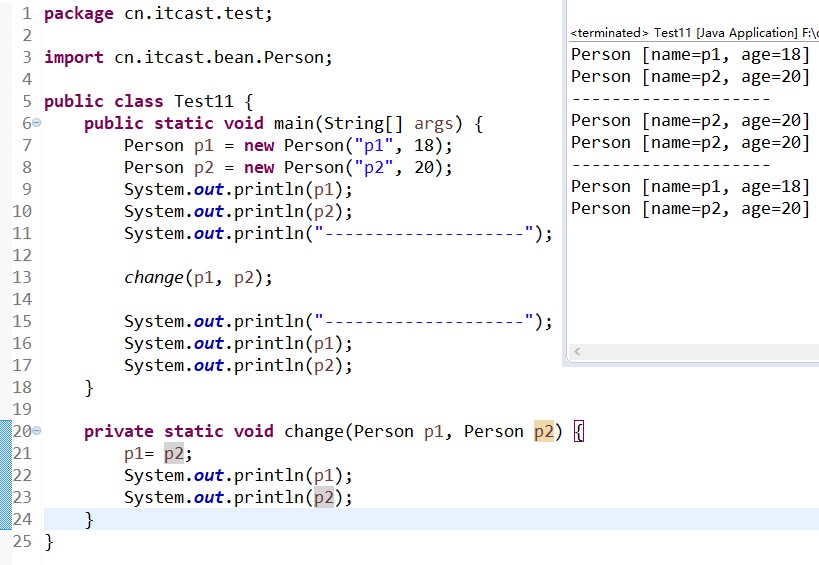 1 package cn.itcast.test;
2
3 import cn.itcast.bean.Person;
4
5 public class Test11 {
6 public static void main(String[] args) {
7 Person p1 = new Person("p1", 18);
8 Person p2 = new Person("p2", 20);
9 System.out.println(p1);
10 System.out.println(p2);
11 System.out.println("--------------------");
12
13 change(p1, p2);
14
15 System.out.println("--------------------");
16 System.out.println(p1);
17 System.out.println(p2);
18 }
19
20 private static void change(Person p1, Person p2) {
21 p1= p2;
22 System.out.println(p1);
23 System.out.println(p2);
24 }
25 }
<terminated> Test11 [Java Application] F:\
Person [name=p1, age=18]
Person [name=p2, age=20]
--------------------
Person [name=p2, age=20]
Person [name=p2, age=20]
--------------------
Person [name=p1, age=18]
Person [name=p2, age=20]